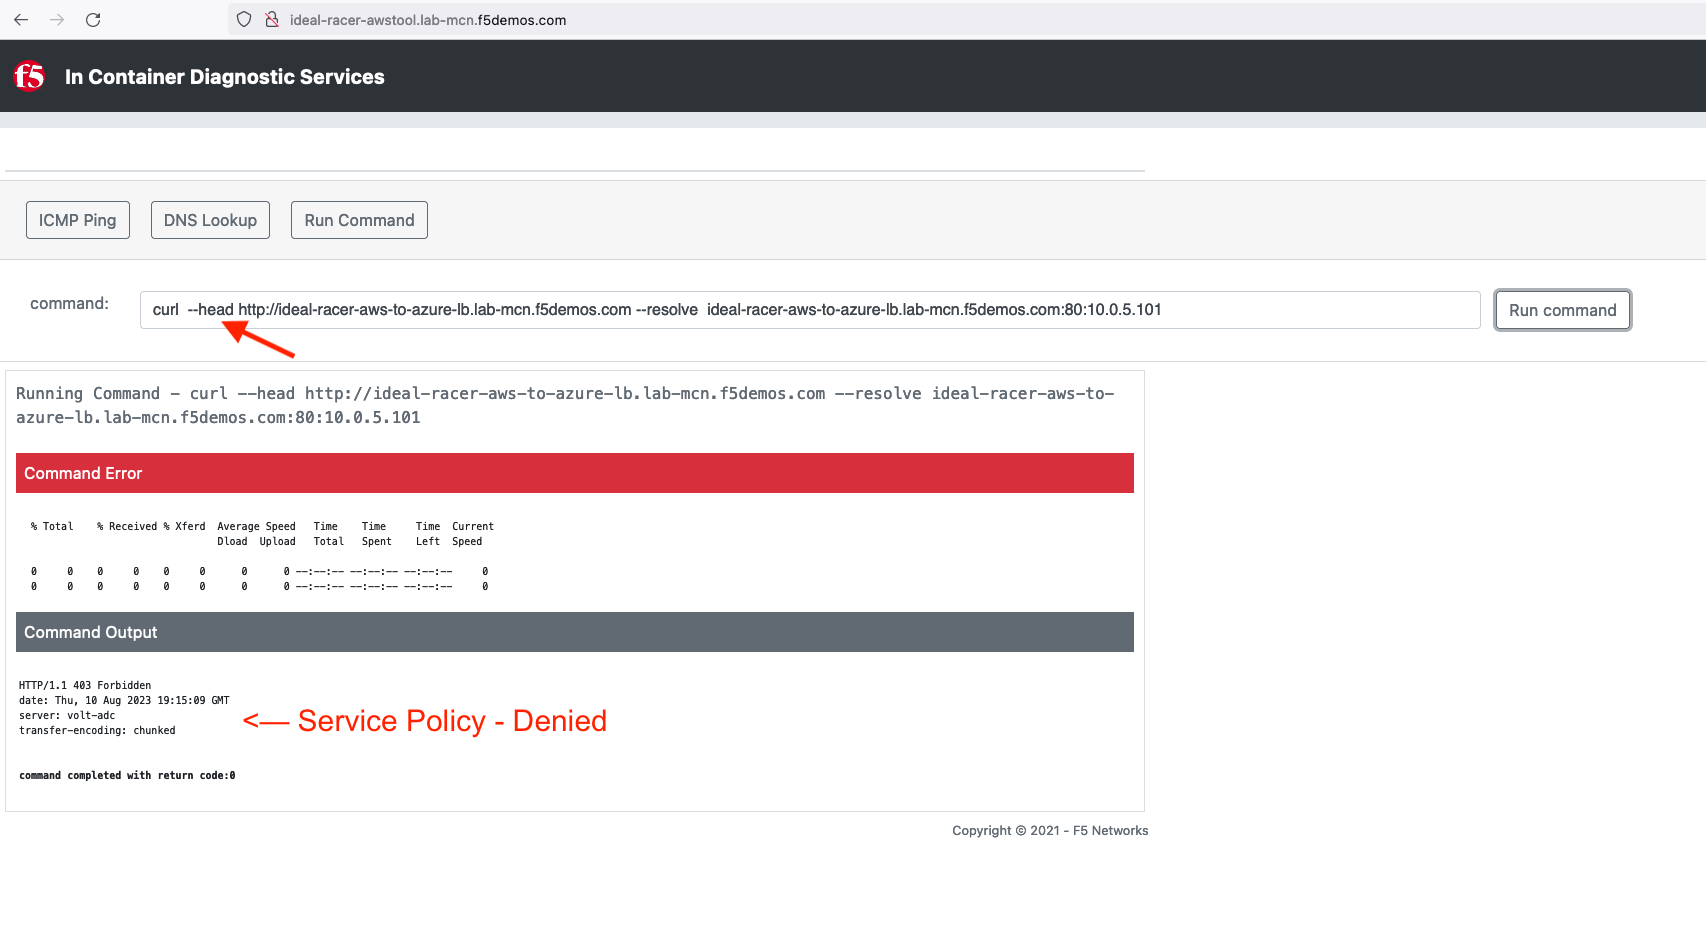 ideal-racer-awstool.lab-mcn.f5demos.com
f5 In Container Diagnostic Services
ICMP Ping DNS Lookup Run Command
command: curl  --head http://ideal-racer-aws-to-azure-lb.lab-mcn.f5demos.com --resolve  ideal-racer-aws-to-azure-lb.lab-mcn.f5demos.com:80:10.0.5.101 Run command
Running Command - curl --head http://ideal-racer-aws-to-azure-lb.lab-mcn.f5demos.com --resolve ideal-racer-aws-to-
azure-lb.lab-mcn.f5demos.com:80:10.0.5.101
Command Error
% Total    % Received % Xferd  Average Speed   Time    Time     Time  Current
Dload  Upload   Total   Spent    Left  Speed
0     0    0     0    0     0      0      0 --:--:-- --:--:-- --:--:--     0
0     0    0     0    0     0      0      0 --:--:-- --:--:-- --:--:--     0
Command Output
HTTP/1.1 403 Forbidden
date: Thu, 10 Aug 2023 19:15:09 GMT
server: volt-adc
<— Service Policy - Denied
transfer-encoding: chunked
command completed with return code:0
Copyright © 2021 - F5 Networks